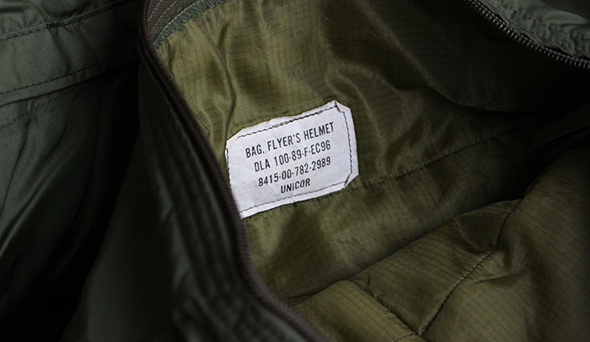 BAG, FLYER'S HELMET
DLA 100-89-F-EC96
8415-00-782-2989
UNICOR